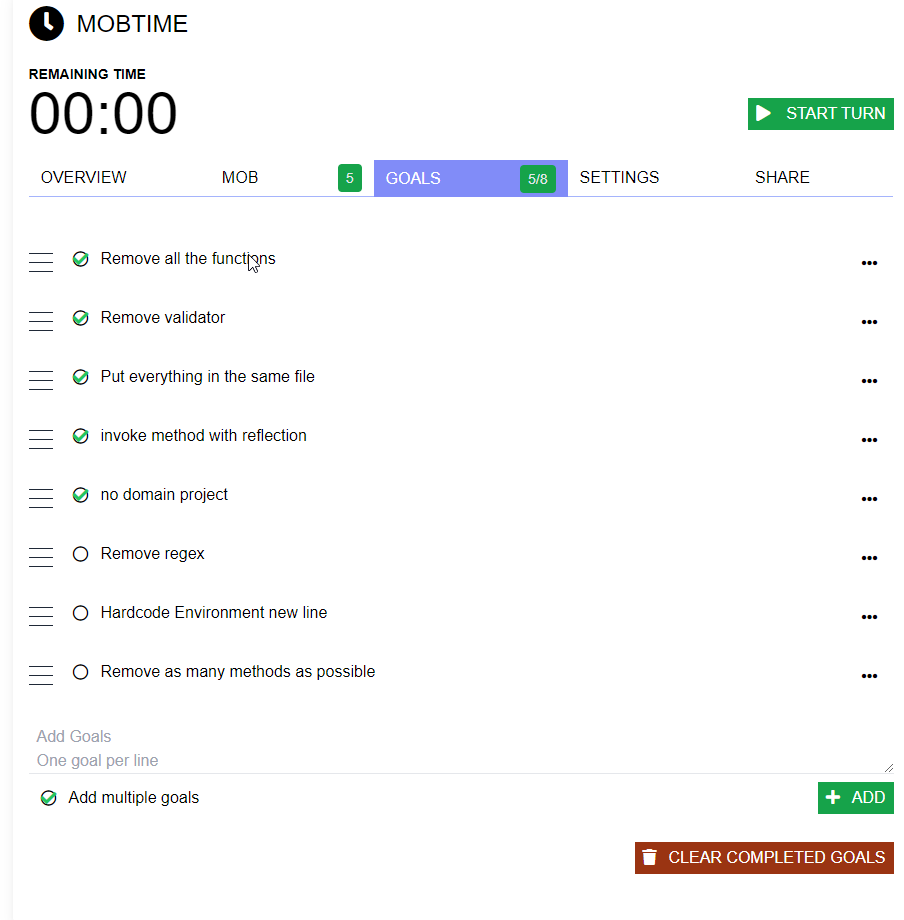 MOBTIME
REMAINING TIME
00:00
START TURN
OVERVIEW MOB 5 GOALS 5/8 SETTINGS SHARE
Remove all the functions
Remove validator
Put everything in the same file
invoke method with reflection
no domain project
Remove regex
Hardcode Environment new line
Remove as many methods as possible
Add Goals
One goal per line
Add multiple goals
ADD
CLEAR COMPLETED GOALS